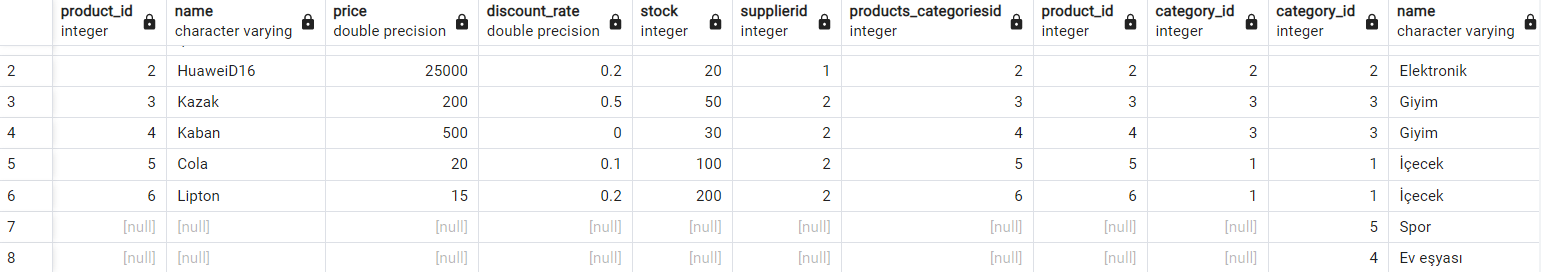 product_id name price discount_rate stock supplierid products_categoriesid product_id category_id category_id name
integer character varying double precision double precision integer integer integer integer integer integer character varying
2 2 HuaweiD16 25000 0.2 20 1 2 2 2 2 Elektronik
3 3 Kazak 200 0.5 50 2 3 3 3 3 Giyim
4 4 Kaban 500 0 30 2 4 4 3 3 Giyim
5 5 Cola 20 0.1 100 2 5 5 1 1 İçecek
6 6 Lipton 15 0.2 200 2 6 6 1 1 İçecek
7 [null] [null] [null] [null] [null] [null] [null] [null] [null] 5 Spor
8 [null] [null] [null] [null] [null] [null] [null] [null] [null] 4 Ev eşyası